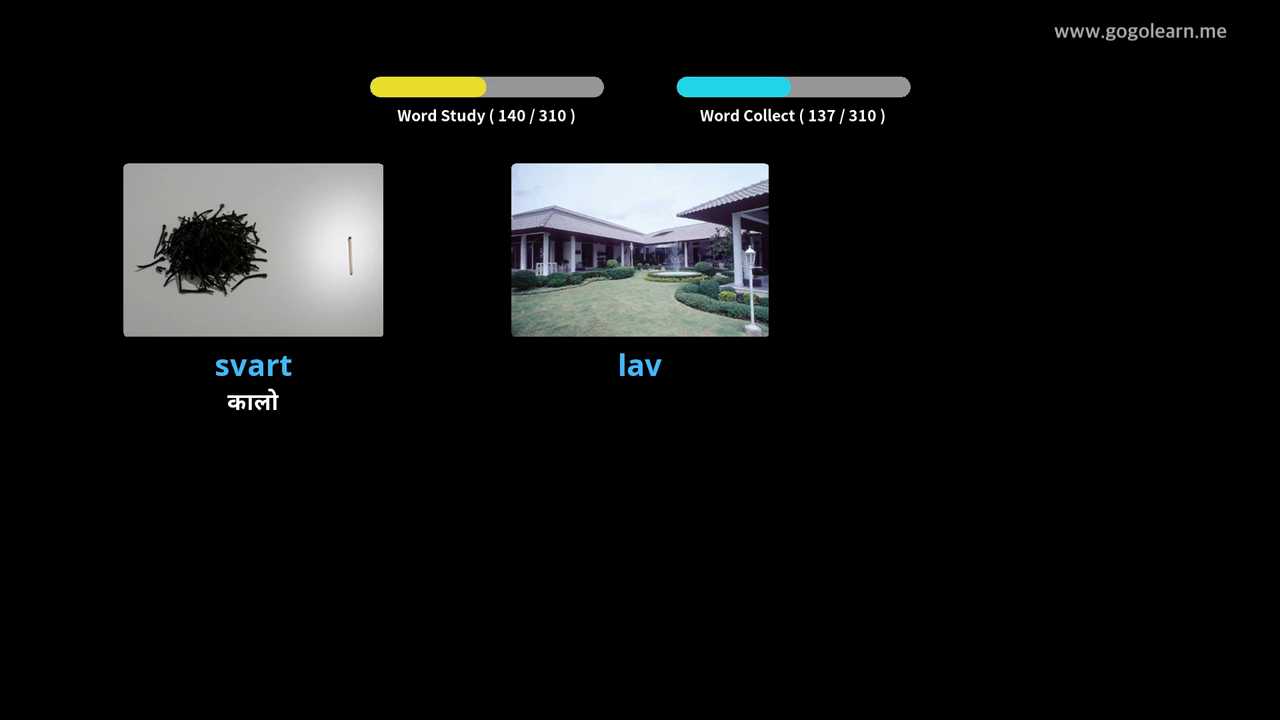 www.gogolearn.me
Word Study ( 140 / 310 )
Word Collect ( 137 / 310 )
svart
कालो
lav